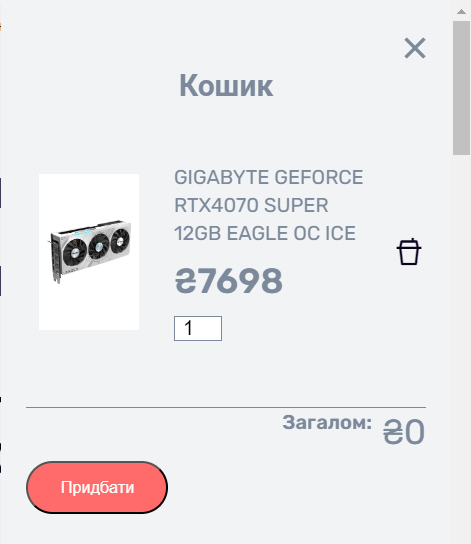 Кошик
GIGABYTE GEFORCE
RTX4070 SUPER
12GB EAGLE OC ICE
₴7698
1
Загалом: ₴0
Придбати